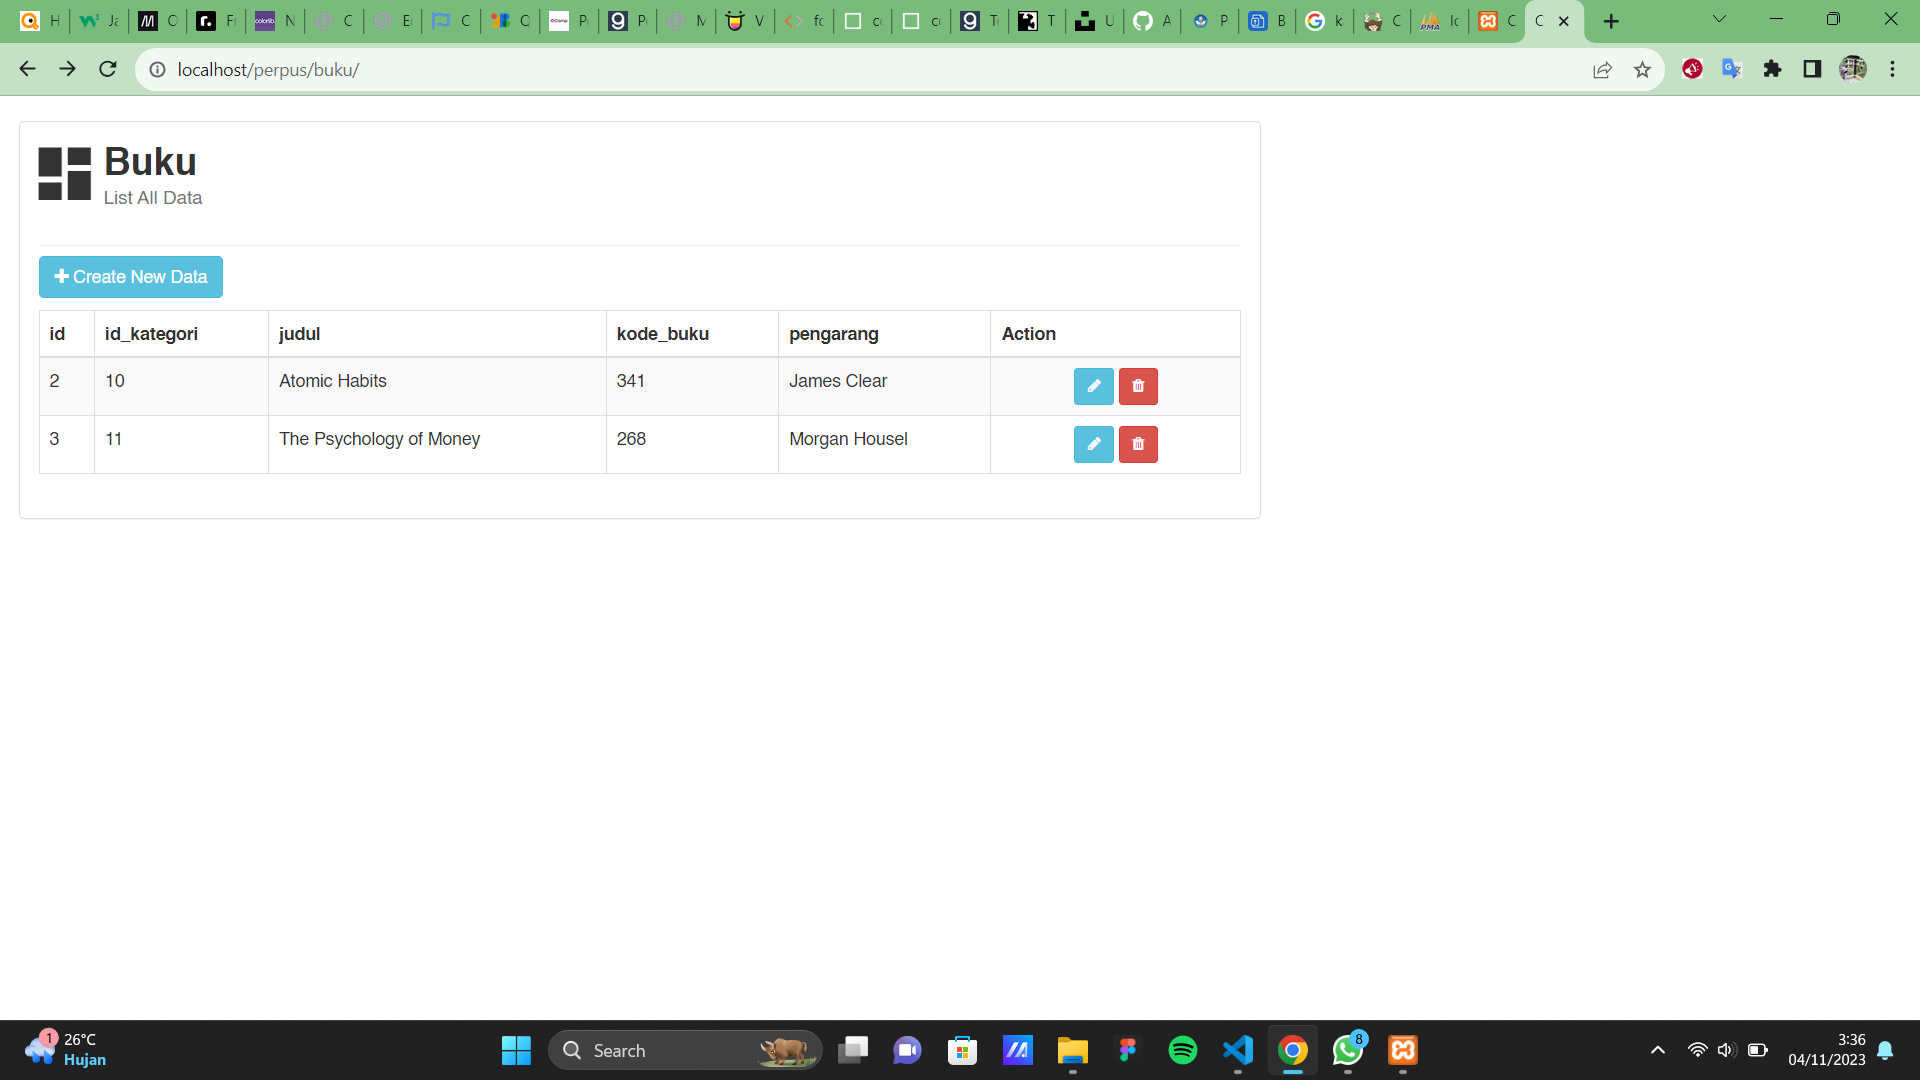 localhost/perpus/buku/
Buku
List All Data
Create New Data
id id_kategori judul kode_buku pengarang Action
2 10 Atomic Habits 341 James Clear
3 11 The Psychology of Money 268 Morgan Housel
1
26°C
Hujan
Search
8
3:36
04/11/2023